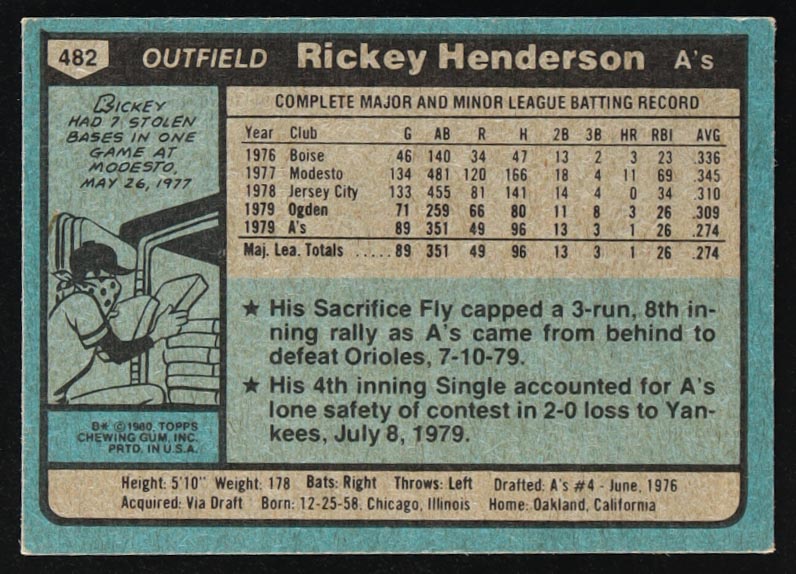 482 OUTFIELD Rickey Henderson A's
RICKEY
HAD 7 STOLEN
BASES IN ONE
GAME AT
MODESTO,
MAY 26, 1977
COMPLETE MAJOR AND MINOR LEAGUE BATTING RECORD
Year Club G AB R H 2B 3B HR RBI AVG
1976 Boise 46 140 34 47 13 2 3 23 .336
1977 Modesto 134 481 120 166 18 4 11 69 .345
1978 Jersey City 133 455 81 141 14 4 0 34 .310
1979 Ogden 71 259 66 80 11 8 3 26 .309
1979 A's 89 351 49 96 13 3 1 26 .274
Maj. Lea. Totals ..... 89 351 49 96 13 3 1 26 .274
★ His Sacrifice Fly capped a 3-run, 8th in-
ning rally as A's came from behind to
defeat Orioles, 7-10-79.
★ His 4th inning Single accounted for A's
lone safety of contest in 2-0 loss to Yan-
kees, July 8, 1979.
B* ©1980, TOPPS
CHEWING GUM, INC.
PRTD. IN U.S.A.
Height: 5'10" Weight: 178 Bats: Right Throws: Left Drafted: A's #4 - June, 1976
Acquired: Via Draft Born: 12-25-58, Chicago, Illinois Home: Oakland, California